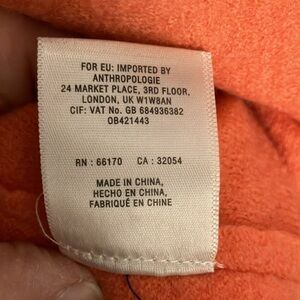 FOR EU: IMPORTED BY
ANTHROPOLOGIE
24 MARKET PLACE, 3RD FLOOR,
LONDON, UK W1W8AN
CIF: VAT No. GB 684936382
OB421443
RN : 66170 CA : 32054
MADE IN CHINA,
HECHO EN CHINA,
FABRIQUÉ EN CHINE